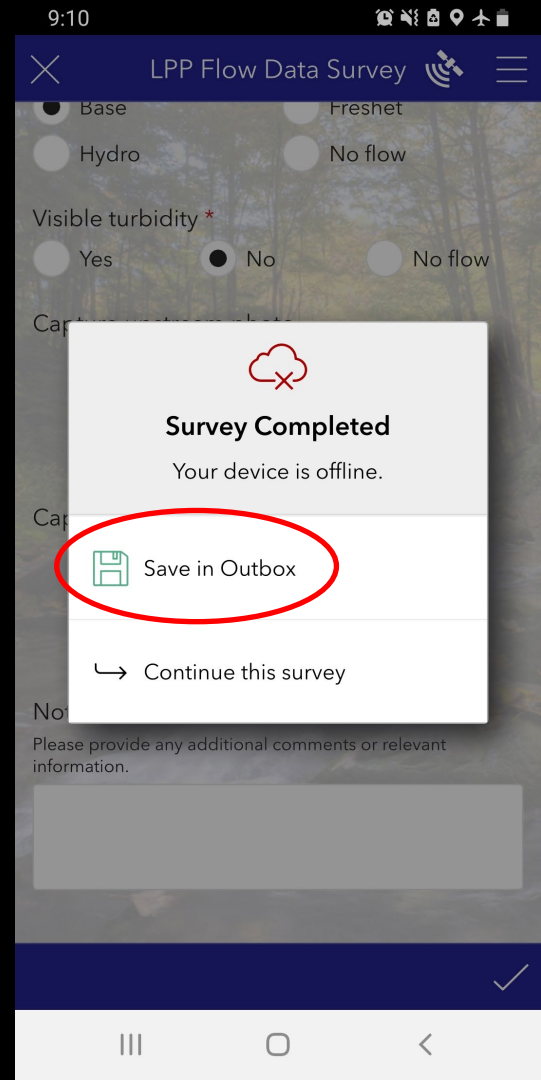 9:10
LPP Flow Data Survey
Base Freshet
Hydro No flow
Visible turbidity *
Yes No No flow
Survey Completed
Your device is offline.
Save in Outbox
Continue this survey
Please provide any additional comments or relevant
information.